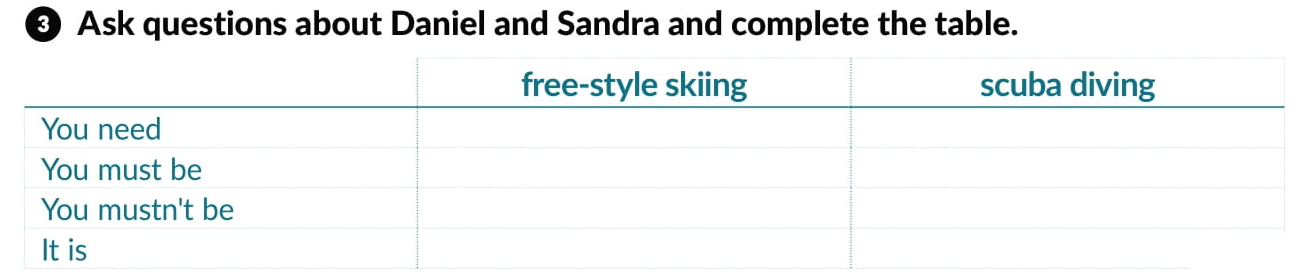 3 Ask questions about Daniel and Sandra and complete the table.
free-style skiing scuba diving
You need
You must be
You mustn't be
It is